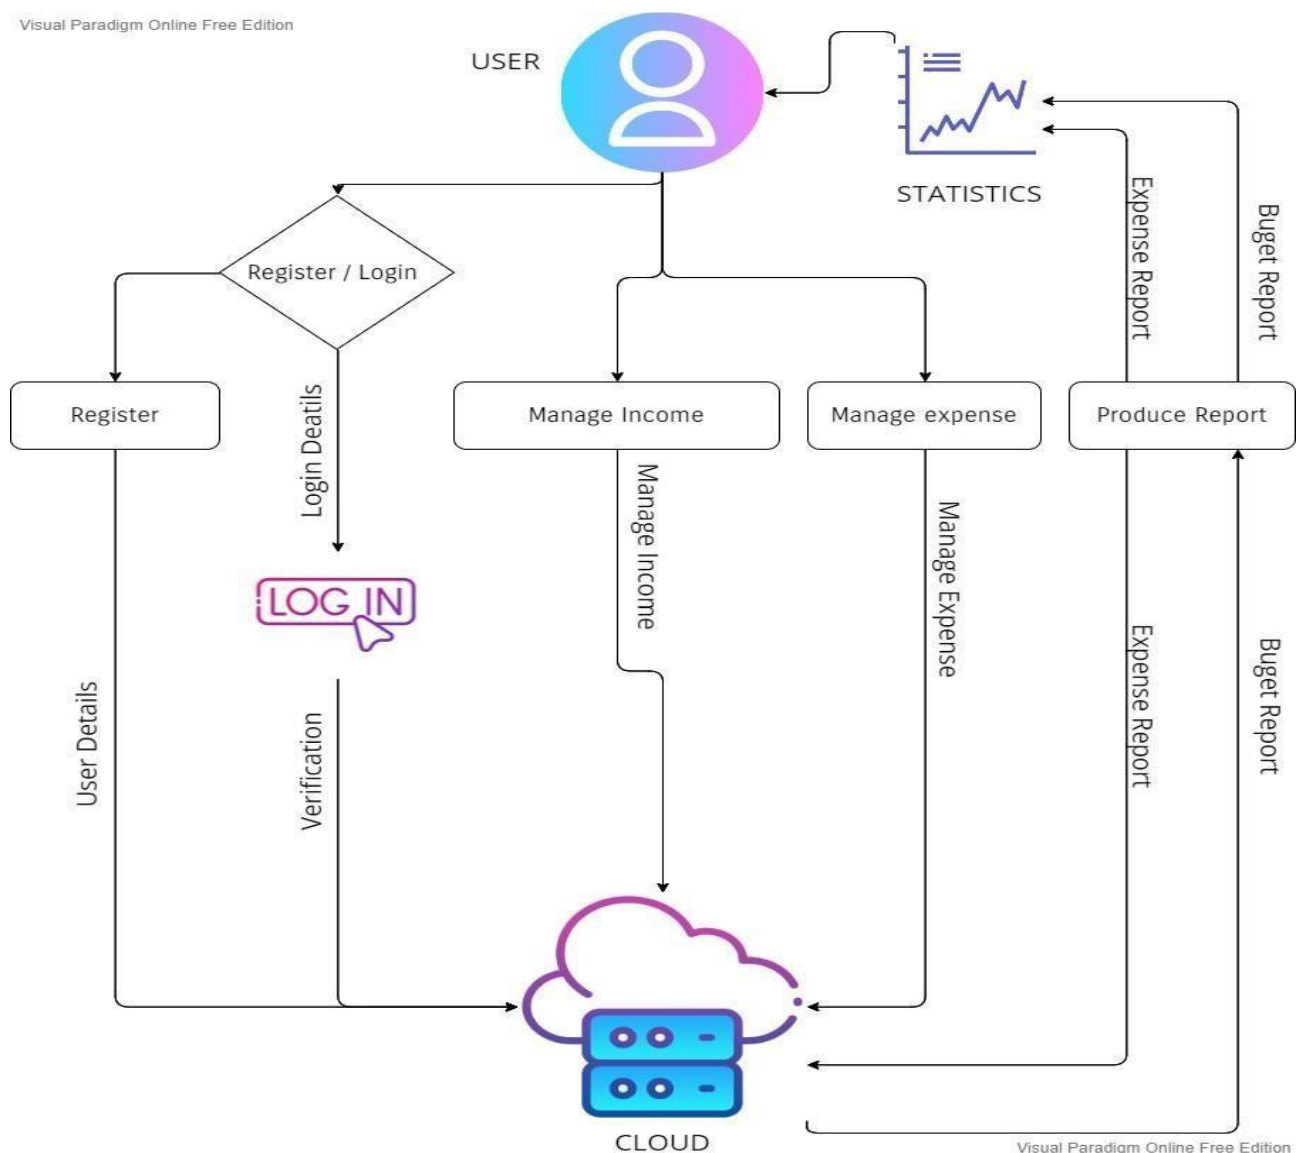 Visual Paradigm Online Free Edition
USER
STATISTICS
Register / Login
Expense Report
Buget Report
Register
Login Deatils
Manage Income
Manage expense
Produce Report
LOG IN
Manage Income
Manage Expense
User Details
Verification
Expense Report
Buget Report
CLOUD
Visual Paradigm Online Free Edition